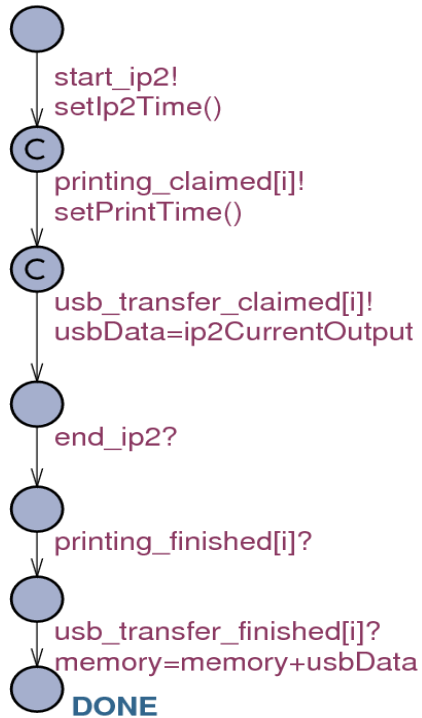 start_ip2!
setIp2Time()
C
printing_claimed[i]!
setPrintTime()
C
usb_transfer_claimed[i]!
usbData=ip2CurrentOutput
end_ip2?
printing_finished[i]?
usb_transfer_finished[i]?
memory=memory+usbData
DONE